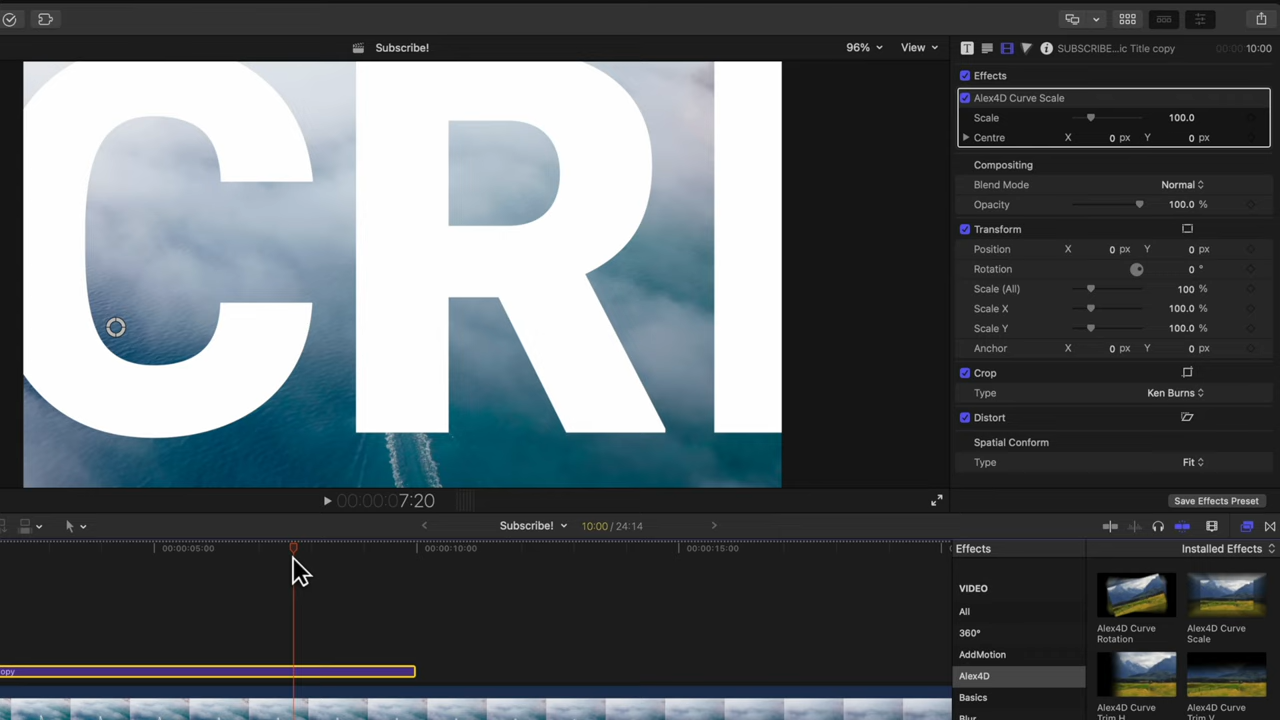 Subscribe!
96%
View
SUBSCRIBE...ic Title copy
00:00:10:00
CRI
Effects
Alex4D Curve Scale
Scale 100.0
Centre X 0 px Y 0 px
Compositing
Blend Mode Normal
Opacity 100.0 %
Transform
Position X 0 px Y 0 px
Rotation 0 °
Scale (All) 100 %
Scale X 100.0 %
Scale Y 100.0 %
Anchor X 0 px Y 0 px
Crop
Type Ken Burns
Distort
Spatial Conform
Type Fit
00:00:07:20
Save Effects Preset
Subscribe! 10:00 / 24:14
00:00:05:00
00:00:10:00
00:00:15:00
opy
Effects
Installed Effects
VIDEO
All
360°
AddMotion
Alex4D
Basics
Blur
Alex4D Curve
Rotation
Alex4D Curve
Scale
Alex4D Curve
Trim H
Alex4D Curve
Trim V